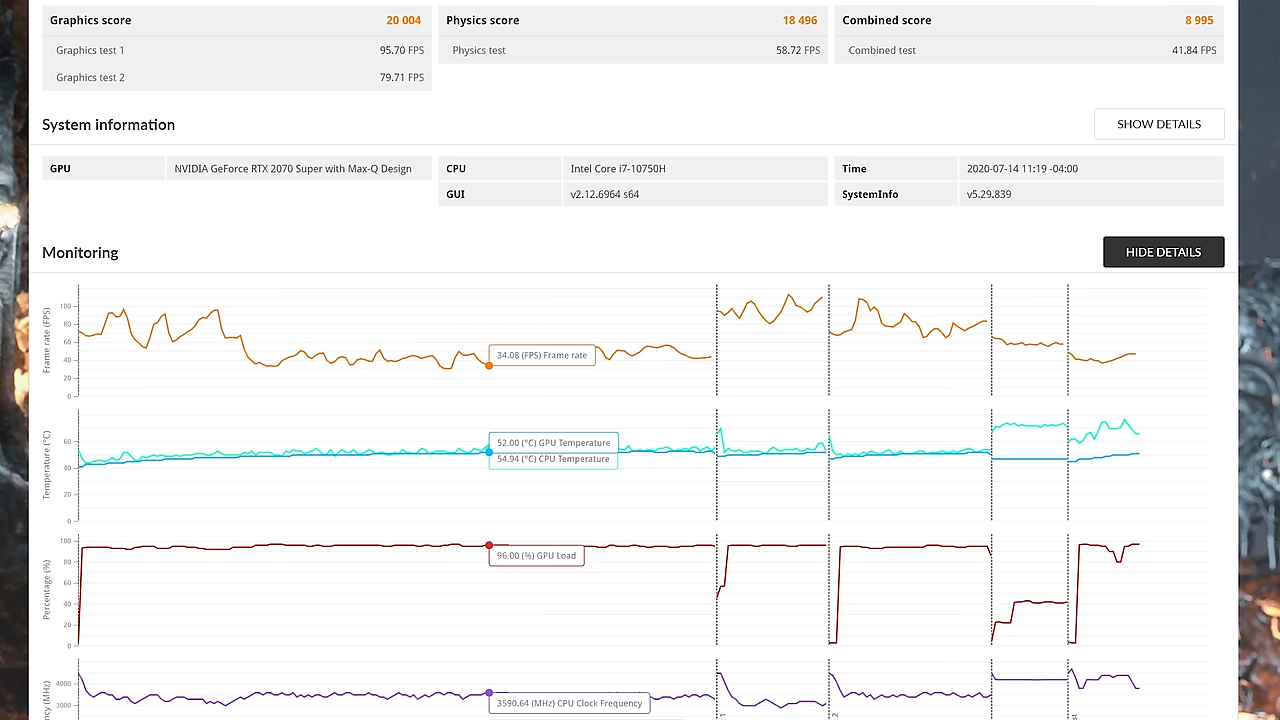 Graphics score 20 004
Graphics test 1 95.70 FPS
Graphics test 2 79.71 FPS
Physics score 18 496
Physics test 58.72 FPS
Combined score 8 995
Combined test 41.84 FPS
System information SHOW DETAILS
GPU NVIDIA GeForce RTX 2070 Super with Max-Q Design
CPU Intel Core i7-10750H
GUI v2.12.6964 s64
Time 2020-07-14 11:19 -04:00
SystemInfo v5.29.839
Monitoring HIDE DETAILS
Frame rate (FPS)
100
80
60
40
20
0
34.08 (FPS) Frame rate
Temperature (°C)
60
40
20
0
52.00 (°C) GPU Temperature
54.94 (°C) CPU Temperature
Percentage (%)
100
80
60
40
20
0
96.00 (%) GPU Load
(MHz)
4000
3000
3590.64 (MHz) CPU Clock Frequency